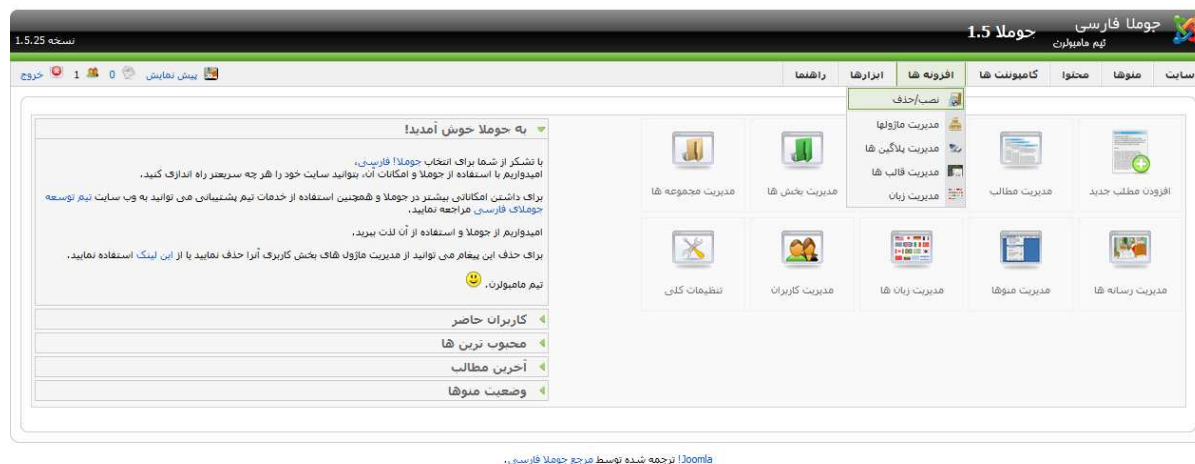 جوملا فارسی
تیم مامبولرن
جوملا 1.5
نسخه 1.5.25
سایت منوها محتوا کامپوننت ها افزونه ها ابزارها راهنما
پیش نمایش 0 1 خروج
نصب/حذف
مدیریت ماژولها
مدیریت پلاگین ها
مدیریت قالب ها
مدیریت زبان
افزودن مطلب جدید
مدیریت مطالب
مدیریت بخش ها
مدیریت مجموعه ها
مدیریت رسانه ها
مدیریت منوها
مدیریت زبان ها
مدیریت کاربران
تنظیمات کلی
به جوملا خوش آمدید!
با تشکر از شما برای انتخاب جوملا! فارسی.
امیدواریم با استفاده از جوملا و امکانات آن، بتوانید سایت خود را هر چه سریعتر راه اندازی کنید.
برای داشتن امکاناتی بیشتر در جوملا و همچنین استفاده از خدمات تیم پشتیبانی می توانید به وب سایت تیم توسعه
جوملای فارسی مراجعه نمایید.
امیدواریم از جوملا و استفاده از آن لذت ببرید.
برای حذف این پیغام می توانید از مدیریت ماژول های بخش کاربری آنرا حذف نمایید یا از این لینک استفاده نمایید.
تیم مامبولرن.
کاربران حاضر
محبوب ترین ها
آخرین مطالب
وضعیت منوها
Joomla! ترجمه شده توسط مرجع جوملا فارسی.